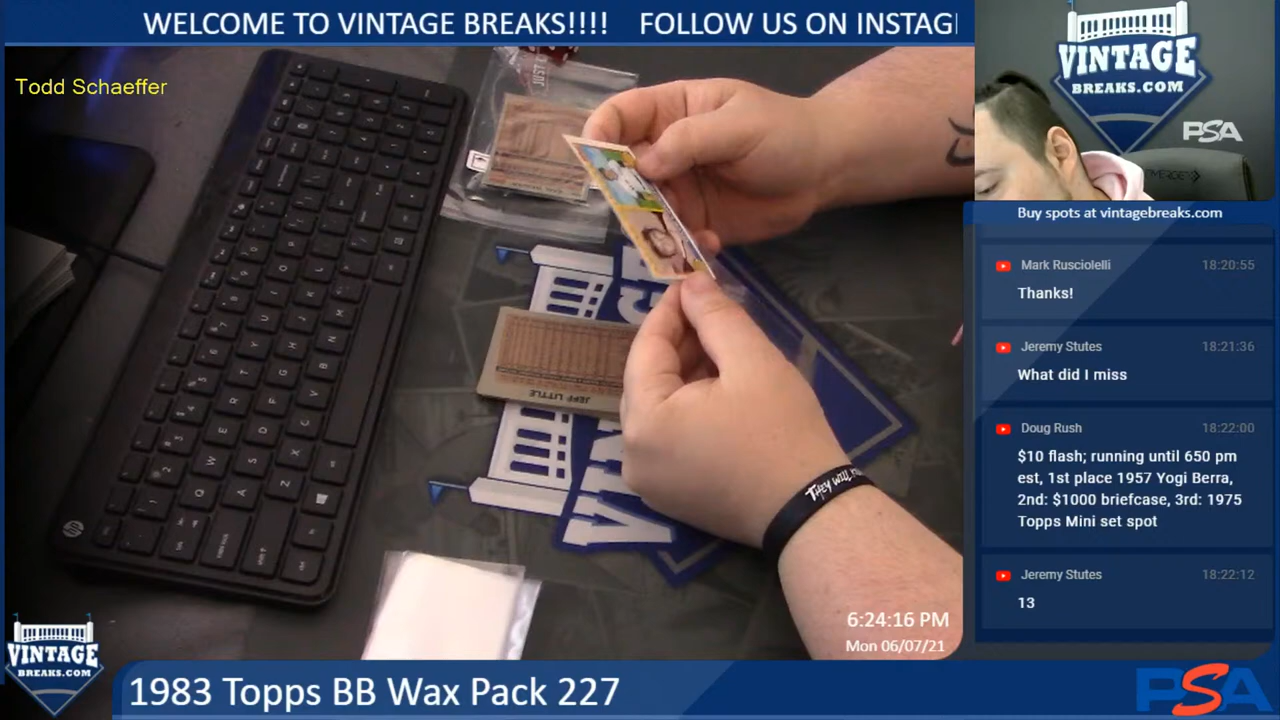 WELCOME TO VINTAGE BREAKS!!!! FOLLOW US ON INSTAG
Todd Schaeffer
JUST
JEFF LITTLE
THEY WILL
VINTAGE
BREAKS.COM
PSA
Buy spots at vintagebreaks.com
Mark Rusciolelli 18:20:55
Thanks!
Jeremy Stutes 18:21:36
What did I miss
Doug Rush 18:22:00
$10 flash; running until 650 pm
est, 1st place 1957 Yogi Berra,
2nd: $1000 briefcase, 3rd: 1975
Topps Mini set spot
Jeremy Stutes 18:22:12
13
6:24:16 PM
Mon 06/07/21
VINTAGE
BREAKS.COM
1983 Topps BB Wax Pack 227
PSA